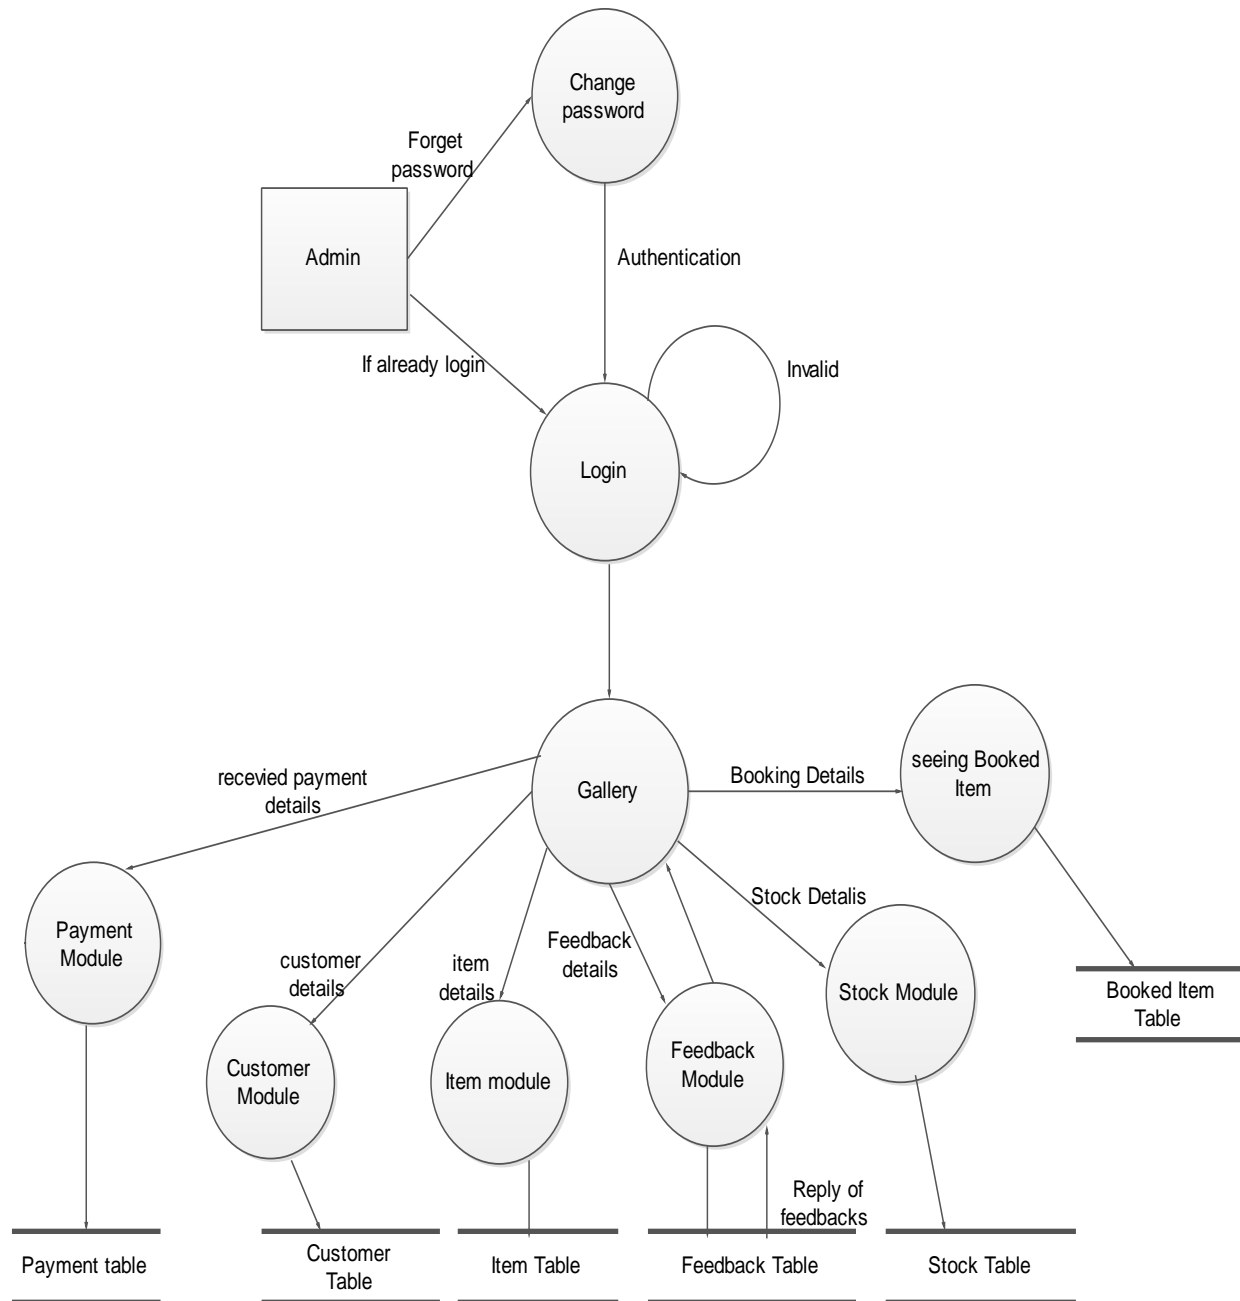 Change
password
Forget
password
Admin
Authentication
If already login
Invalid
Login
recevied payment
details
Gallery
Booking Details
seeing Booked
Item
Stock Detalis
Payment
Module
customer
details
item
details
Feedback
details
Stock Module
Booked Item
Table
Customer
Module
Item module
Feedback
Module
Reply of
feedbacks
Payment table
Customer
Table
Item Table
Feedback Table
Stock Table